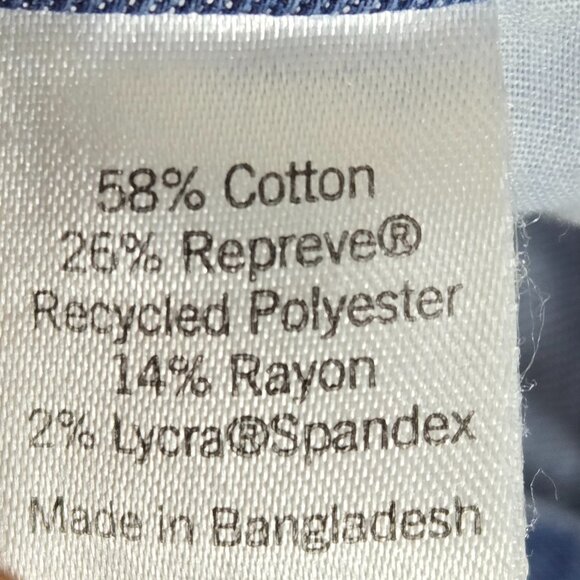 58% Cotton
26% Repreve®
Recycled Polyester
14% Rayon
2% Lycra®Spandex
Made in Bangladesh